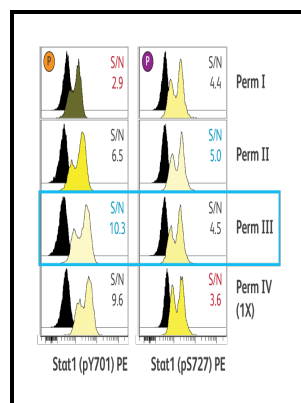 P
S/N
2.9
P
S/N
4.4
Perm I
S/N
6.5
S/N
5.0
Perm II
S/N
10.3
S/N
4.5
Perm III
S/N
9.6
S/N
3.6
Perm IV
(1X)
Stat1 (pY701) PE
Stat1 (pS727) PE